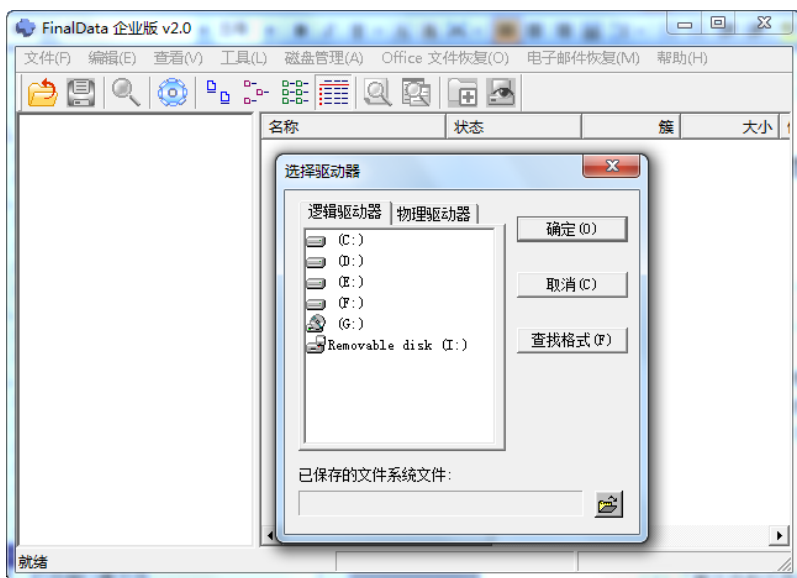 FinalData 企业版 v2.0
文件(F) 编辑(E) 查看(V) 工具(L) 磁盘管理(A) Office 文件恢复(O) 电子邮件恢复(M) 帮助(H)
名称 状态 簇 大小
选择驱动器
逻辑驱动器 物理驱动器
(C:)
(D:)
(E:)
(F:)
(G:)
Removable disk (I:)
确定(O)
取消(C)
查找格式(F)
已保存的文件系统文件:
就绪